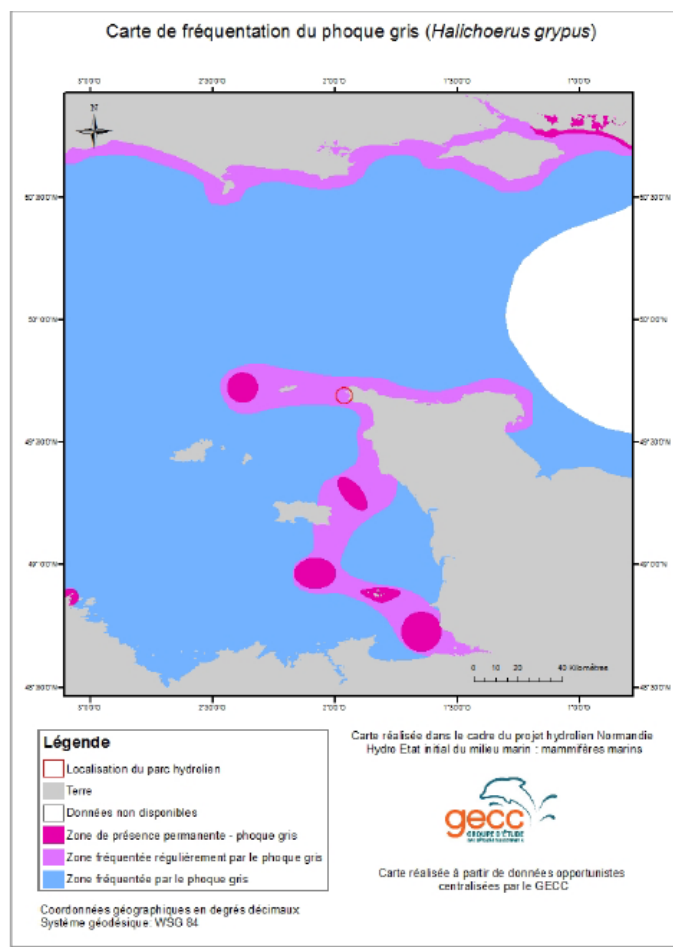 Carte de fréquentation du phoque gris (Halichoerus grypus)
N
0 10 20 40 Kilomètres
Légende
Localisation du parc hydrolien
Terre
Données non disponibles
Zone de présence permanente - phoque gris
Zone fréquentée régulièrement par le phoque gris
Zone fréquentée par le phoque gris
Coordonnées géographiques en degrés décimaux
Système géodésique: WSG 84
Carte réalisée dans le cadre du projet hydrolien Normandie
Hydro Etat initial du milieu marin : mammifères marins
gecc
GROUPE D'ÉTUDE
Carte réalisée à partir de données opportunistes
centralisées par le GECC